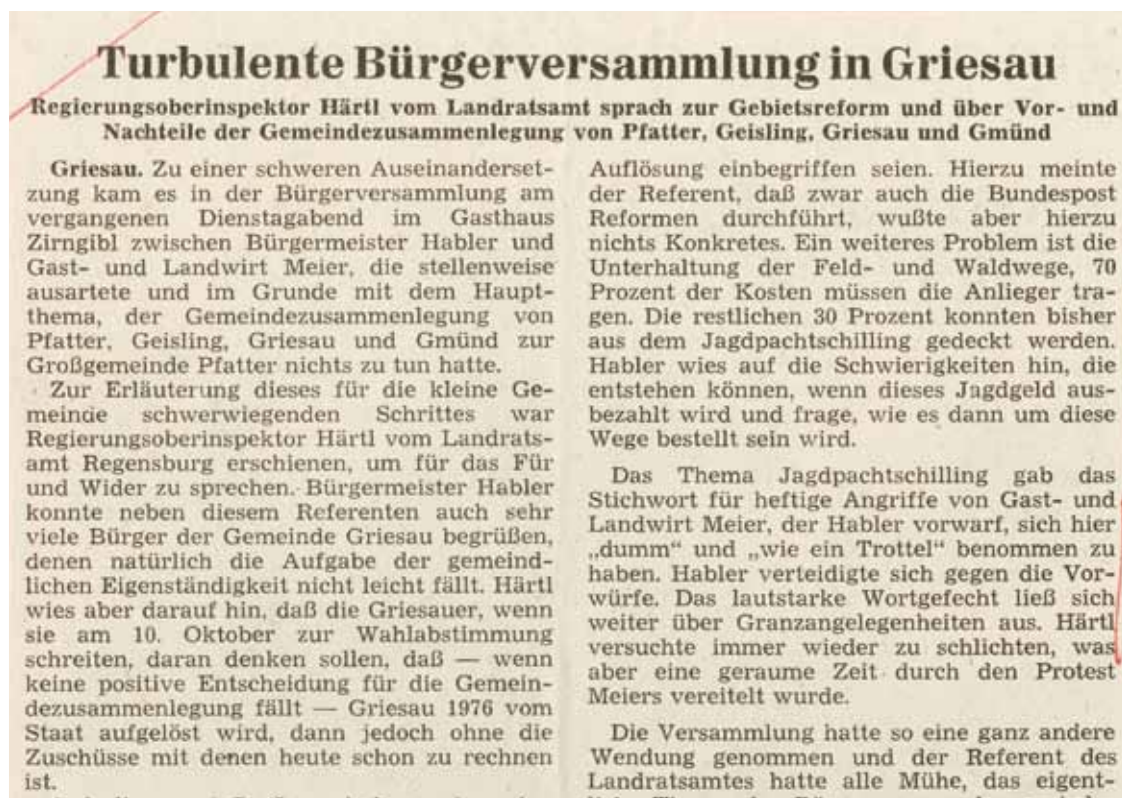 Turbulente Bürgerversammlung in Griesau
Regierungsoberinspektor Härtl vom Landratsamt sprach zur Gebietsreform und über Vor- und
Nachteile der Gemeindezusammenlegung von Pfatter, Geisling, Griesau und Gmünd
Griesau. Zu einer schweren Auseinanderset-
zung kam es in der Bürgerversammlung am
vergangenen Dienstagabend im Gasthaus
Zirngibl zwischen Bürgermeister Habler und
Gast- und Landwirt Meier, die stellenweise
ausartete und im Grunde mit dem Haupt-
thema, der Gemeindezusammenlegung von
Pfatter, Geisling, Griesau und Gmünd zur
Großgemeinde Pfatter nichts zu tun hatte.
Zur Erläuterung dieses für die kleine Ge-
meinde schwerwiegenden Schrittes war
Regierungsoberinspektor Härtl vom Landrats-
amt Regensburg erschienen, um für das Für
und Wider zu sprechen. Bürgermeister Habler
konnte neben diesem Referenten auch sehr
viele Bürger der Gemeinde Griesau begrüßen,
denen natürlich die Aufgabe der gemeind-
lichen Eigenständigkeit nicht leicht fällt. Härtl
wies aber darauf hin, daß die Griesauer, wenn
sie am 10. Oktober zur Wahlabstimmung
schreiten, daran denken sollen, daß — wenn
keine positive Entscheidung für die Gemein-
dezusammenlegung fällt — Griesau 1976 vom
Staat aufgelöst wird, dann jedoch ohne die
Zuschüsse mit denen heute schon zu rechnen
ist.
Auflösung einbegriffen seien. Hierzu meinte
der Referent, daß zwar auch die Bundespost
Reformen durchführt, wußte aber hierzu
nichts Konkretes. Ein weiteres Problem ist die
Unterhaltung der Feld- und Waldwege, 70
Prozent der Kosten müssen die Anlieger tra-
gen. Die restlichen 30 Prozent konnten bisher
aus dem Jagdpachtschilling gedeckt werden.
Habler wies auf die Schwierigkeiten hin, die
entstehen können, wenn dieses Jagdgeld aus-
bezahlt wird und frage, wie es dann um diese
Wege bestellt sein wird.
Das Thema Jagdpachtschilling gab das
Stichwort für heftige Angriffe von Gast- und
Landwirt Meier, der Habler vorwarf, sich hier
„dumm“ und „wie ein Trottel“ benommen zu
haben. Habler verteidigte sich gegen die Vor-
würfe. Das lautstarke Wortgefecht ließ sich
weiter über Granzangelegenheiten aus. Härtl
versuchte immer wieder zu schlichten, was
aber eine geraume Zeit durch den Protest
Meiers vereitelt wurde.
Die Versammlung hatte so eine ganz andere
Wendung genommen und der Referent des
Landratsamtes hatte alle Mühe, das eigent-